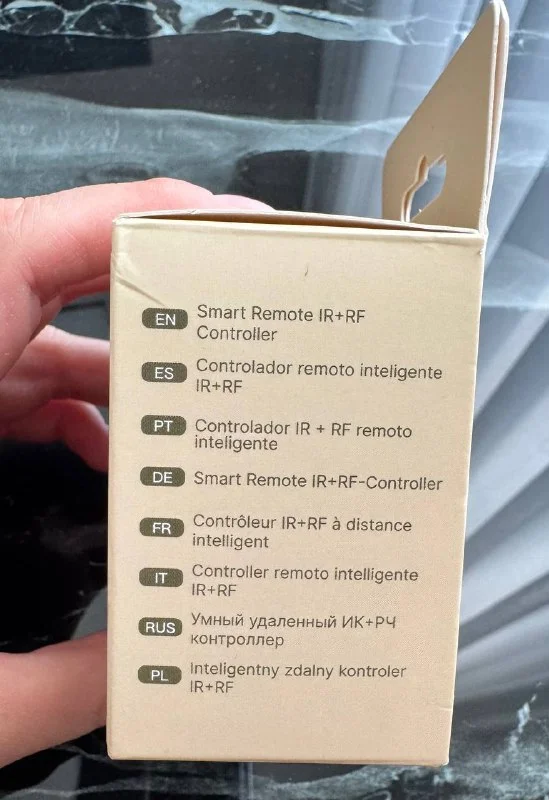 EN Smart Remote IR+RF
Controller
ES Controlador remoto inteligente
IR+RF
PT Controlador IR + RF remoto
inteligente
DE Smart Remote IR+RF-Controller
FR Contrôleur IR+RF à distance
intelligent
IT Controller remoto intelligente
IR+RF
RUS Умный удаленный ИК+РЧ
контроллер
PL Inteligentny zdalny kontroler
IR+RF